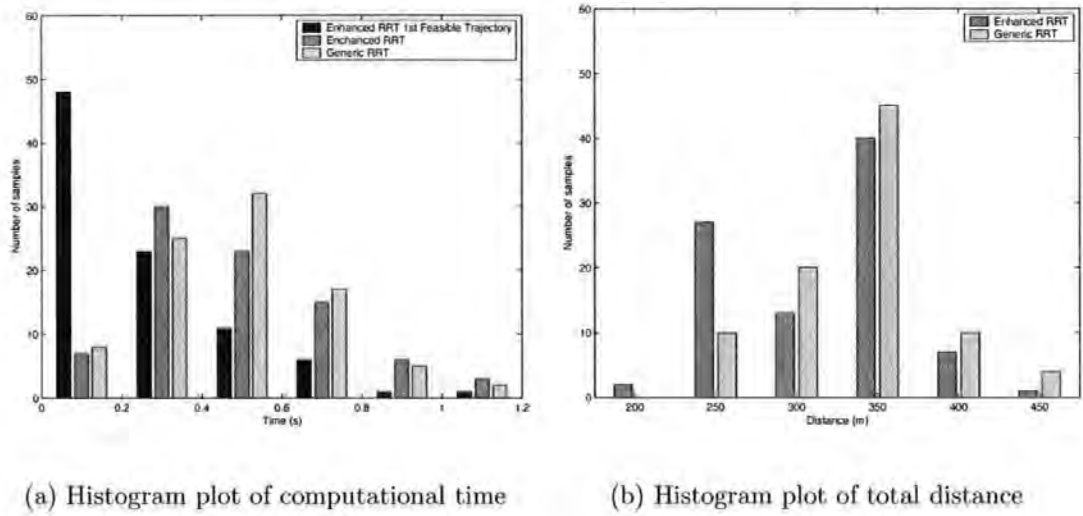 60
50
40
30
20
10
0
Number of samples
Enhanced RRT 1st Feasible Trajectory
Enchanced RRT
Generic RRT
0 0.2 0.4 0.6 0.8 1 1.2
Time (s)
(a) Histogram plot of computational time
60
50
40
30
20
10
0
Number of samples
Enhanced RRT
Generic RRT
200 250 300 350 400 450
Distance (m)
(b) Histogram plot of total distance